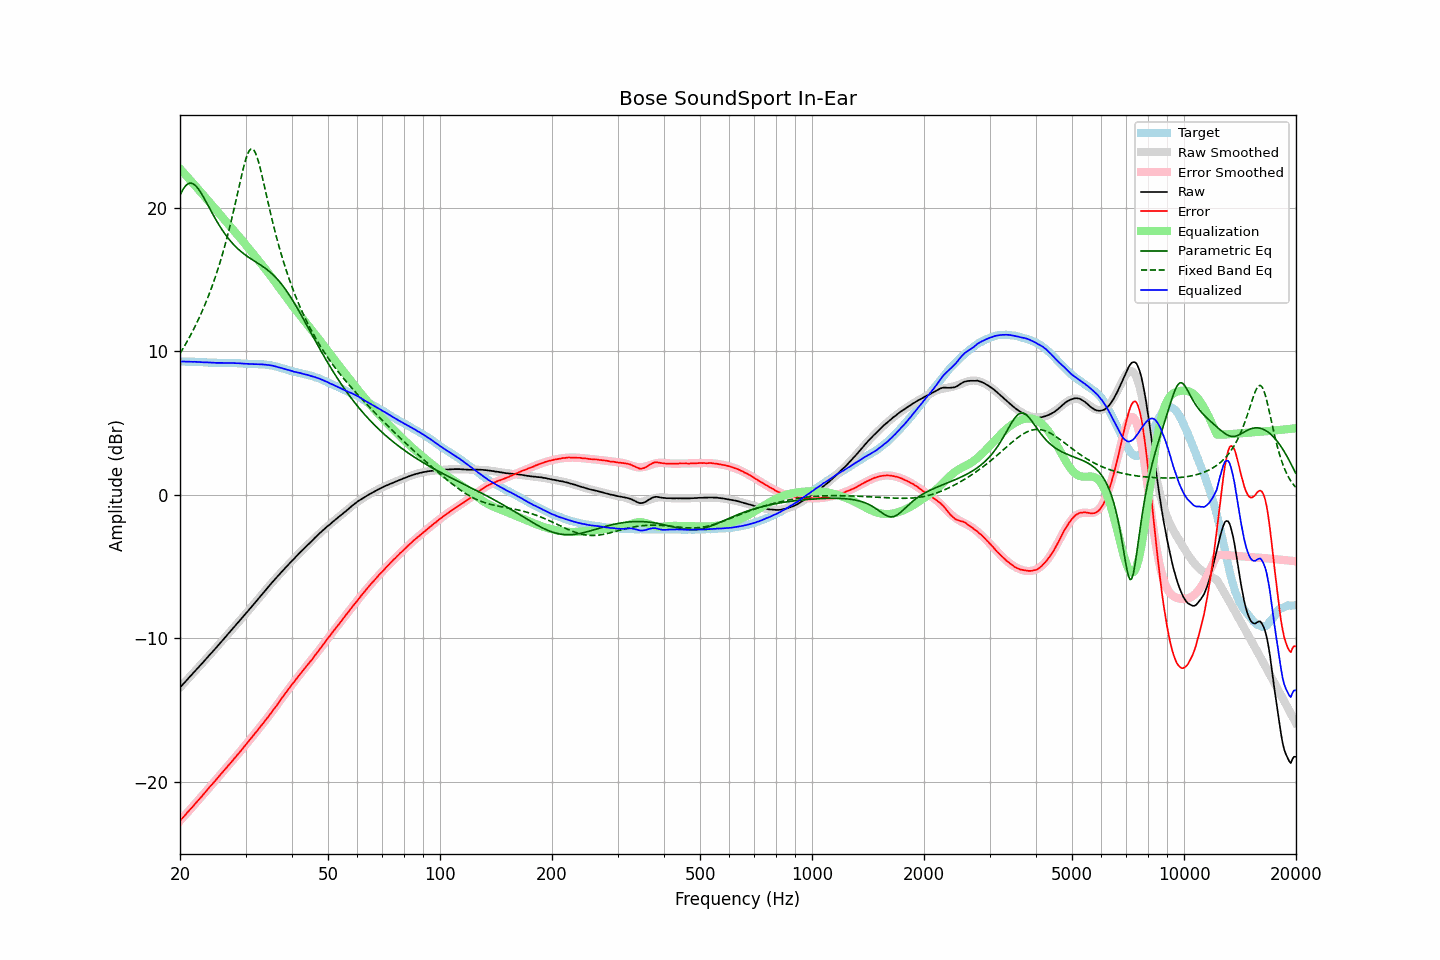 Bose SoundSport In-Ear
Target
Raw Smoothed
Error Smoothed
Raw
Error
Equalization
Parametric Eq
Fixed Band Eq
Equalized
Amplitude (dBr)
20
10
0
−10
−20
20 50 100 200 500 1000 2000 5000 10000 20000
Frequency (Hz)